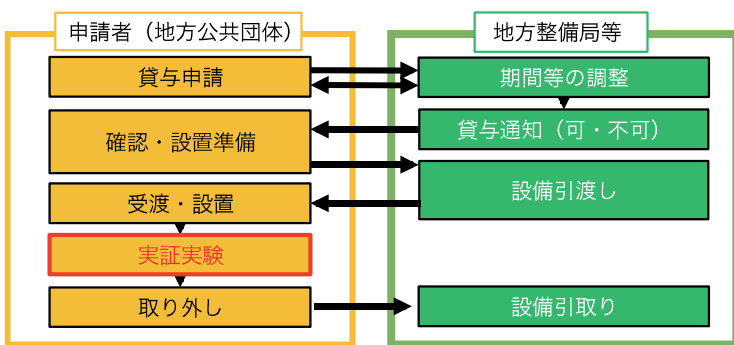 申請者（地方公共団体）
貸与申請
確認・設置準備
受渡・設置
実証実験
取り外し
地方整備局等
期間等の調整
貸与通知（可・不可）
設備引渡し
設備引取り